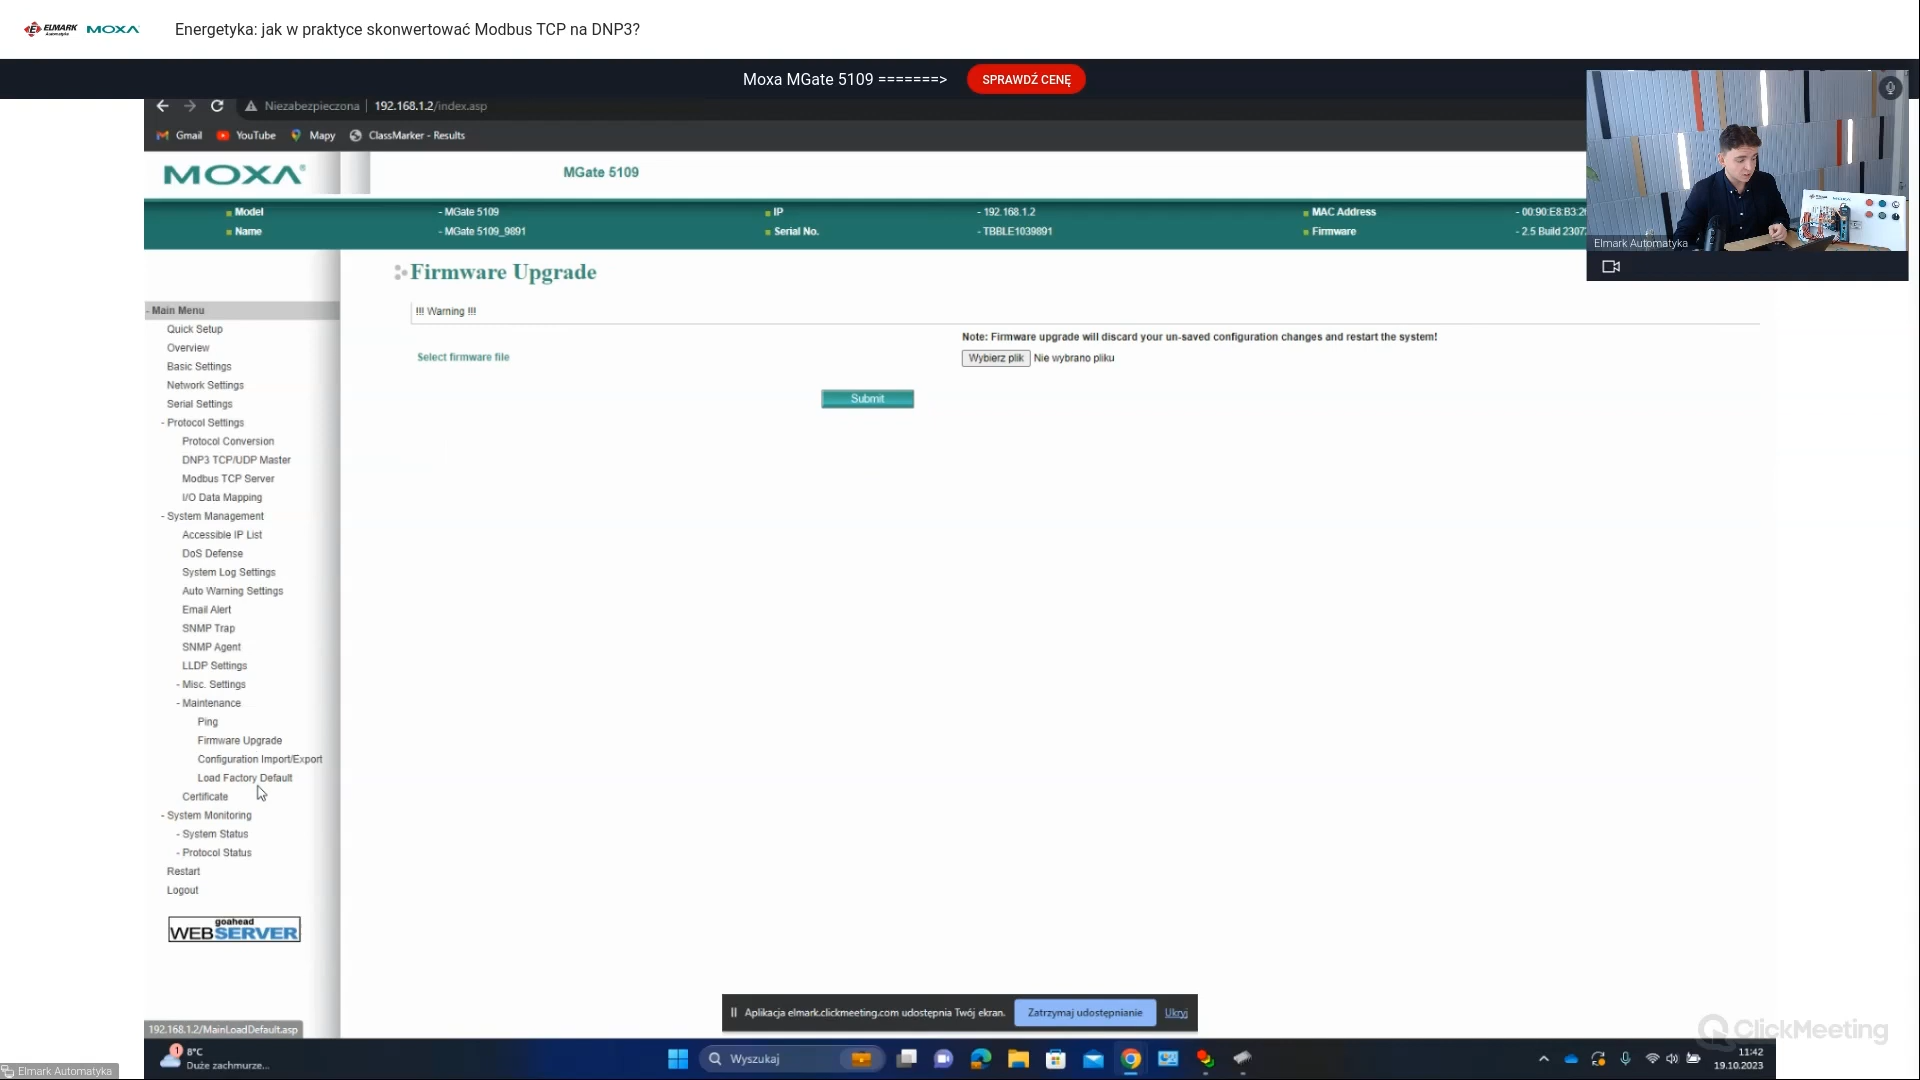 ELMARK
Automatyka
MOXA
Energetyka: jak w praktyce skonwertować Modbus TCP na DNP3?
Moxa MGate 5109 =======>
SPRAWDŹ CENĘ
Niezabezpieczona
192.168.1.2/index.asp
Gmail
YouTube
Mapy
ClassMarker - Results
MOXA
MGate 5109
Model
- MGate 5109
IP
- 192.168.1.2
MAC Address
- 00:90:E8:B3:2
Name
- MGate 5109_9891
Serial No.
- TBBLE1039891
Firmware
- 2.5 Build 2307
Elmark Automatyka
Firmware Upgrade
!!! Warning !!!
Note: Firmware upgrade will discard your un-saved configuration changes and restart the system!
Select firmware file
Wybierz plik
Nie wybrano pliku
Submit
- Main Menu
Quick Setup
Overview
Basic Settings
Network Settings
Serial Settings
- Protocol Settings
Protocol Conversion
DNP3 TCP/UDP Master
Modbus TCP Server
I/O Data Mapping
- System Management
Accessible IP List
DoS Defense
System Log Settings
Auto Warning Settings
Email Alert
SNMP Trap
SNMP Agent
LLDP Settings
- Misc. Settings
- Maintenance
Ping
Firmware Upgrade
Configuration Import/Export
Load Factory Default
Certificate
- System Monitoring
- System Status
- Protocol Status
Restart
Logout
goahead
WEBSERVER
Aplikacja elmark.clickmeeting.com udostępnia Twój ekran.
Zatrzymaj udostępnianie
Ukryj
192.168.1.2/MainLoadDefault.asp
ClickMeeting
1
8°C
Duże zachmurze...
Wyszukaj
11:42
19.10.2023
Elmark Automatyka